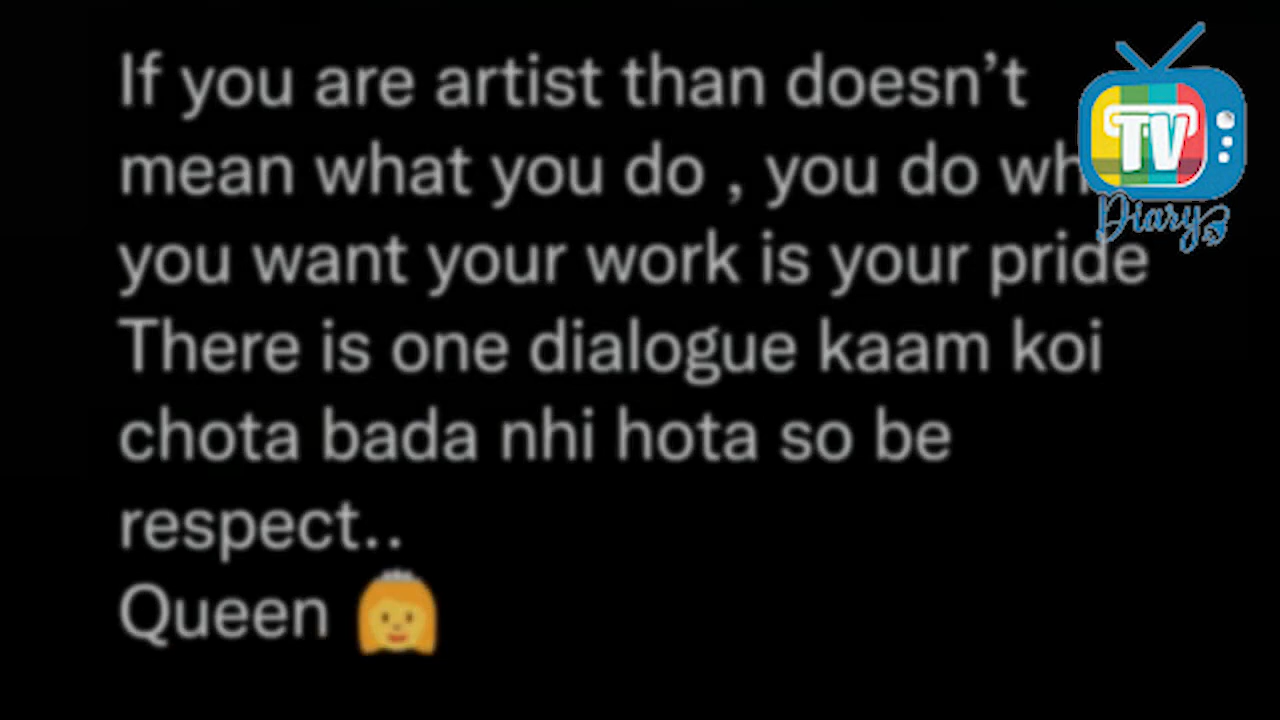 If you are artist than doesn't
mean what you do , you do
you want your work is your pride
There is one dialogue kaam koi
chota bada nhi hota so be
respect..
Queen 👸
TV
Diary